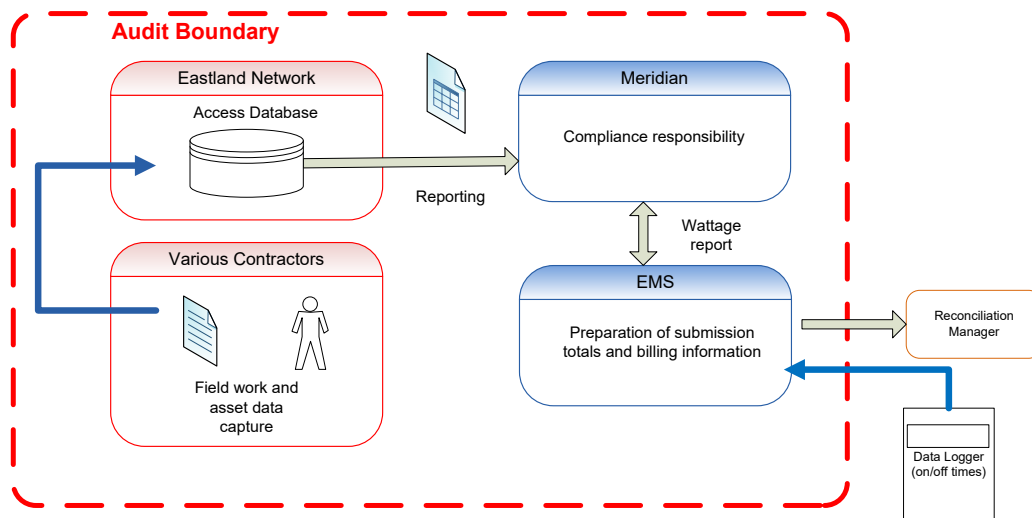 Audit Boundary
Eastland Network
Access Database
Reporting
Meridian
Compliance responsibility
Wattage
report
Various Contractors
Field work and
asset data
capture
EMS
Preparation of submission
totals and billing information
Reconciliation
Manager
Data Logger
(on/off times)